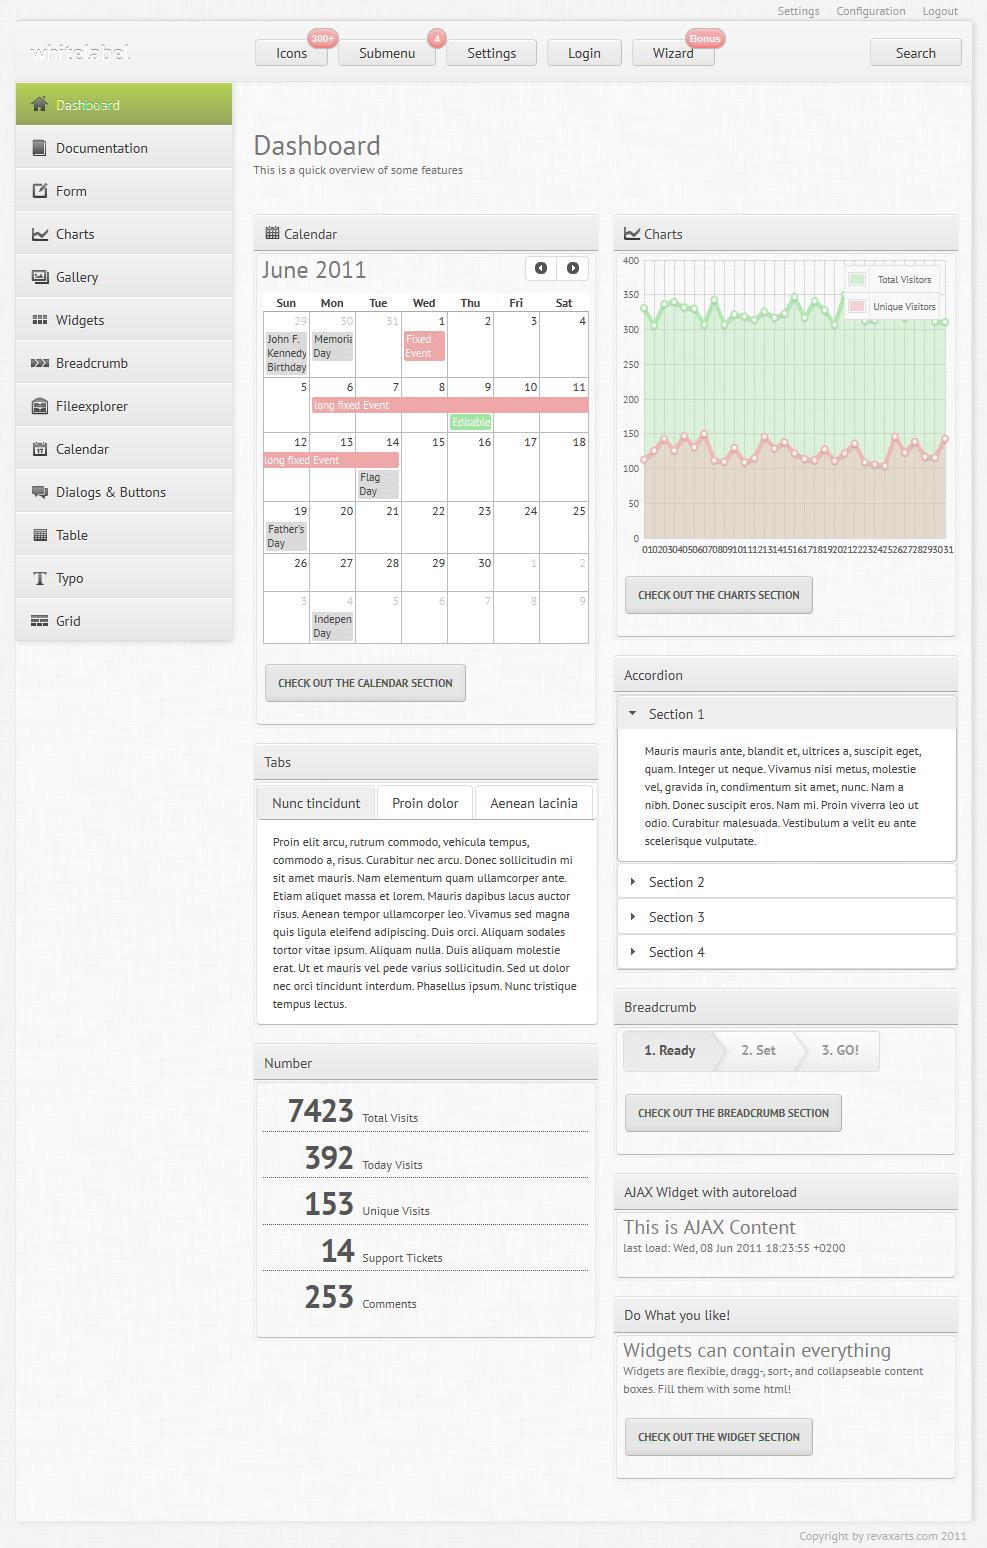 Settings Configuration Logout
whitelabel
Icons 300+ Submenu 4 Settings Login Wizard Bonus Search
Dashboard
Documentation
Form
Charts
Gallery
Widgets
Breadcrumb
Fileexplorer
Calendar
Dialogs & Buttons
Table
Typo
Grid
Dashboard
This is a quick overview of some features
Calendar
June 2011
Sun Mon Tue Wed Thu Fri Sat
29 30 31 1 2 3 4
John F. Kennedy Birthday
Memoria Day
Fixed Event
5 6 7 8 9 10 11
long fixed Event
Editable
12 13 14 15 16 17 18
long fixed Event
Flag Day
19 20 21 22 23 24 25
Father's Day
26 27 28 29 30 1 2
3 4 5 6 7 8 9
Indepen Day
CHECK OUT THE CALENDAR SECTION
Tabs
Nunc tincidunt Proin dolor Aenean lacinia
Proin elit arcu, rutrum commodo, vehicula tempus,
commodo a, risus. Curabitur nec arcu. Donec sollicitudin mi
sit amet mauris. Nam elementum quam ullamcorper ante.
Etiam aliquet massa et lorem. Mauris dapibus lacus auctor
risus. Aenean tempor ullamcorper leo. Vivamus sed magna
quis ligula eleifend adipiscing. Duis orci. Aliquam sodales
tortor vitae ipsum. Aliquam nulla. Duis aliquam molestie
erat. Ut et mauris vel pede varius sollicitudin. Sed ut dolor
nec orci tincidunt interdum. Phasellus ipsum. Nunc tristique
tempus lectus.
Number
7423 Total Visits
392 Today Visits
153 Unique Visits
14 Support Tickets
253 Comments
Charts
400
350
300
250
200
150
100
50
0
Total Visitors
Unique Visitors
01 02 03 04 05 06 07 08 09 10 11 12 13 14 15 16 17 18 19 20 21 22 23 24 25 26 27 28 29 30 31
CHECK OUT THE CHARTS SECTION
Accordion
Section 1
Mauris mauris ante, blandit et, ultrices a, suscipit eget,
quam. Integer ut neque. Vivamus nisi metus, molestie
vel, gravida in, condimentum sit amet, nunc. Nam a
nibh. Donec suscipit eros. Nam mi. Proin viverra leo ut
odio. Curabitur malesuada. Vestibulum a velit eu ante
scelerisque vulputate.
Section 2
Section 3
Section 4
Breadcrumb
1. Ready 2. Set 3. GO!
CHECK OUT THE BREADCRUMB SECTION
AJAX Widget with autoreload
This is AJAX Content
last load: Wed, 08 Jun 2011 18:23:55 +0200
Do What you like!
Widgets can contain everything
Widgets are flexible, dragg-, sort-, and collapseable content
boxes. Fill them with some html!
CHECK OUT THE WIDGET SECTION
Copyright by revaxarts.com 2011